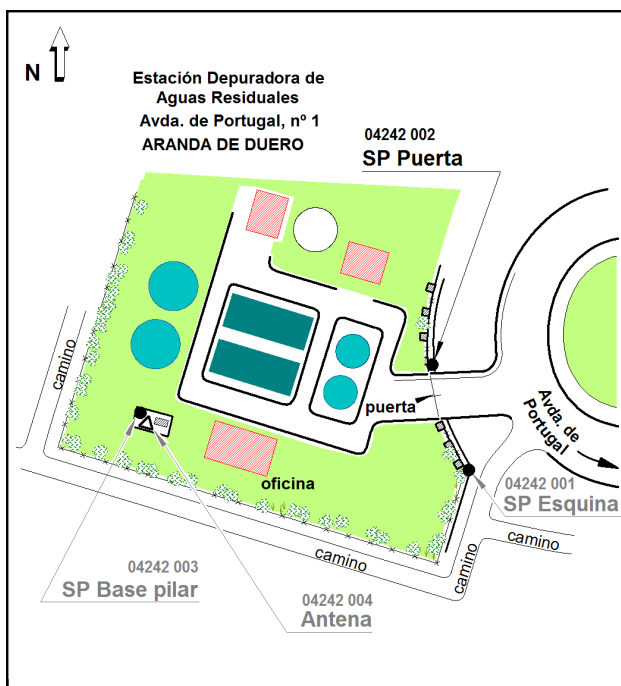 N
Estación Depuradora de
Aguas Residuales
Avda. de Portugal, nº 1
ARANDA DE DUERO
04242 002
SP Puerta
camino
puerta
Avda. de
Portugal
oficina
04242 001
SP Esquina
camino
camino
camino
04242 003
SP Base pilar
04242 004
Antena